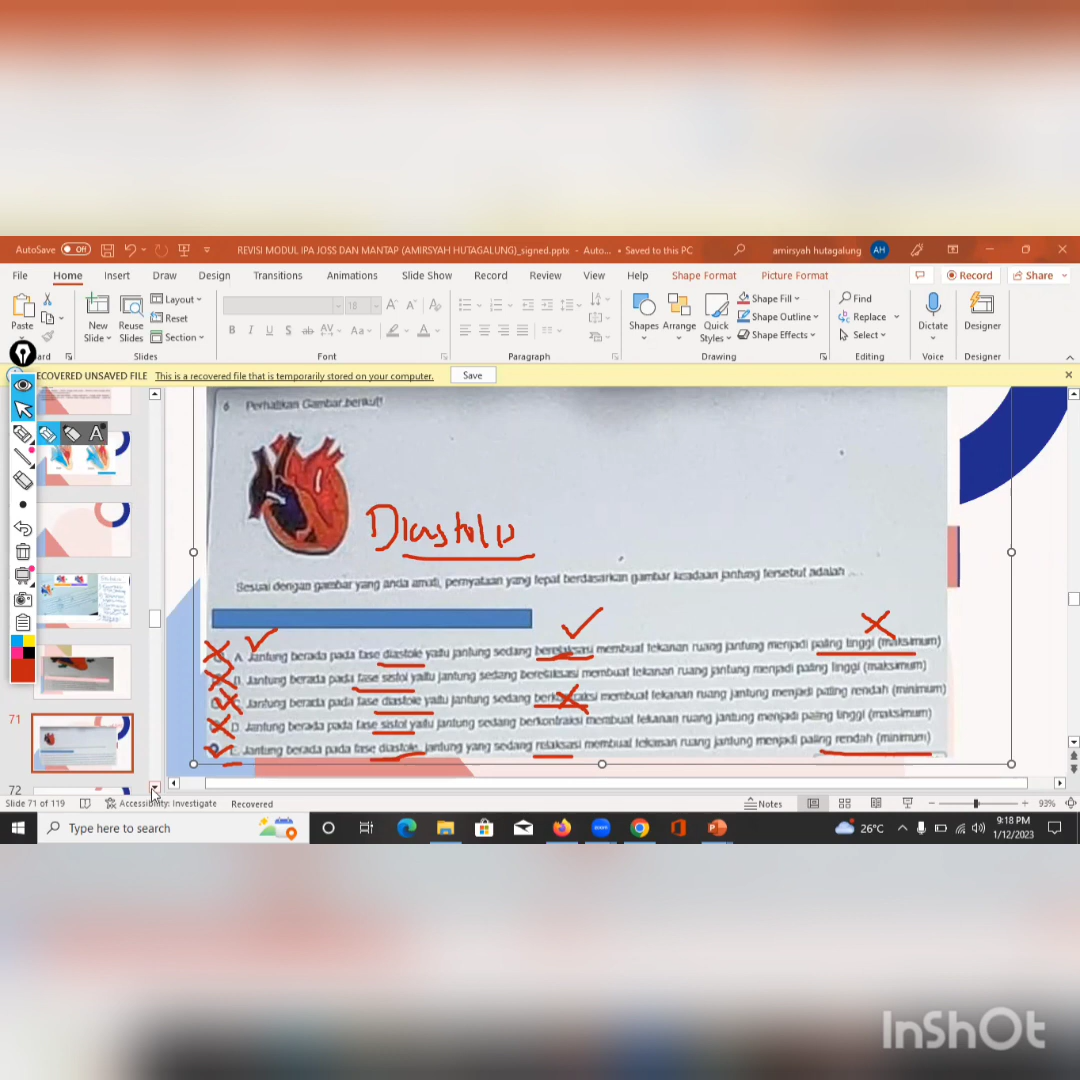 AutoSave Off REVISI MODUL IPA JOSS DAN MANTAP (AMIRSYAH HUTAGALUNG)_signed.pptx - Auto... • Saved to this PC amirsyah hutagalung AH
File Home Insert Draw Design Transitions Animations Slide Show Record Review View Help Shape Format Picture Format Record Share
Paste New Slide Reuse Slides Layout Reset Section 18 Shapes Arrange Quick Styles Shape Fill Shape Outline Shape Effects Find Replace Select Dictate Designer
ard Slides Font Paragraph Drawing Editing Voice Designer
ECOVERED UNSAVED FILE This is a recovered file that is temporarily stored on your computer. Save
6 Perhatikan Gambar berikut!
Diastole
Sesuai dengan gambar yang anda amati, pernyataan yang tepat berdasarkan gambar keadaan jantung tersebut adalah ...
A. Jantung berada pada fase diastole yaitu jantung sedang berelaksasi membuat tekanan ruang jantung menjadi paling tinggi (maksimum)
Jantung berada pada fase sistol yaitu jantung sedang berelaksasi membuat tekanan ruang jantung menjadi paling tinggi (maksimum)
Jantung berada pada fase diastole yaitu jantung sedang membuat tekanan ruang jantung menjadi paling rendah (minimum)
D. Jantung berada pada fase sistol yaitu jantung sedang berkontraksi membuat tekanan ruang jantung menjadi paling tinggi (maksimum)
Jantung berada pada fase diastole, jantung yang sedang relaksasi membuat tekanan ruang jantung menjadi paling rendah (minimum)
71
72
Slide 71 of 119 Accessibility: Investigate Recovered Notes 93%
Type here to search 26°C 9:18 PM
1/12/2023
InShOt